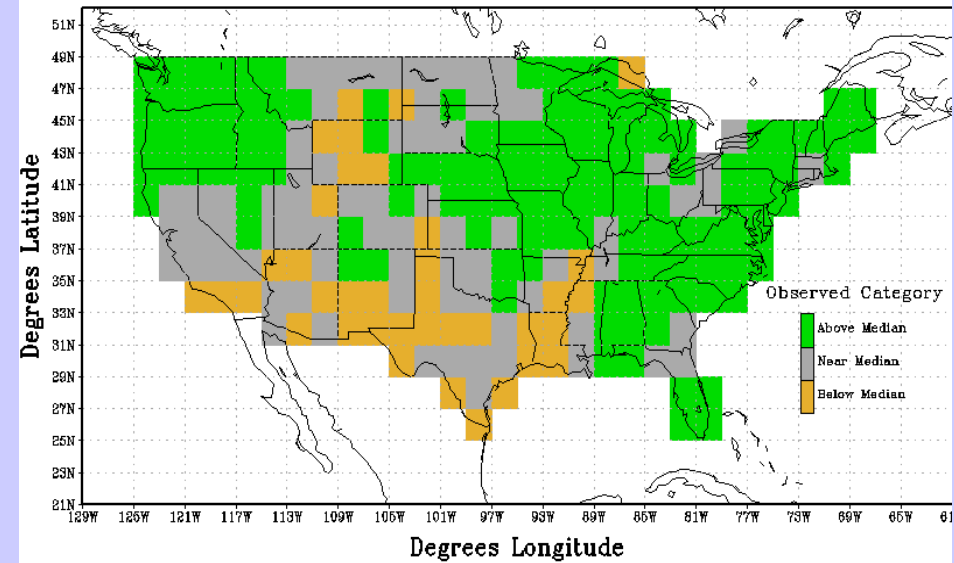 51N
49N
47N
45N
43N
41N
39N
37N
35N
33N
31N
29N
27N
25N
23N
21N
Degrees Latitude
Observed Category
Above Median
Near Median
Below Median
129W 125W 121W 117W 113W 109W 105W 101W 97W 93W 89W 85W 81W 77W 73W 69W 65W 61
Degrees Longitude